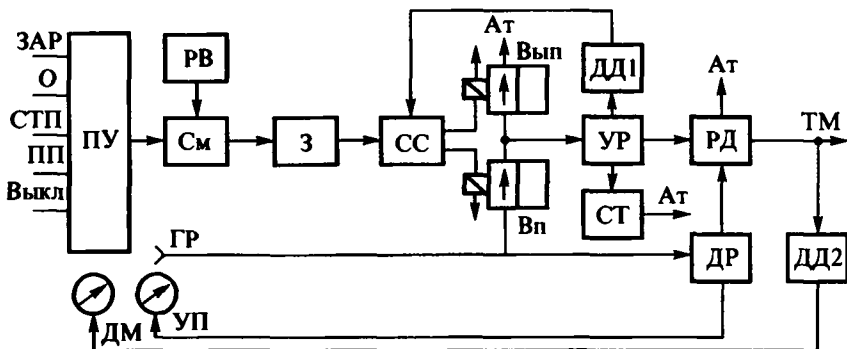 ЗАР
О
СТП
ПП
Выкл
ПУ
РВ
См
З
СС
Ат
Вып
Вп
ДД1
УР
СТ
Ат
Ат
РД
ТМ
ДР
ДД2
ГР
ДМ
УП